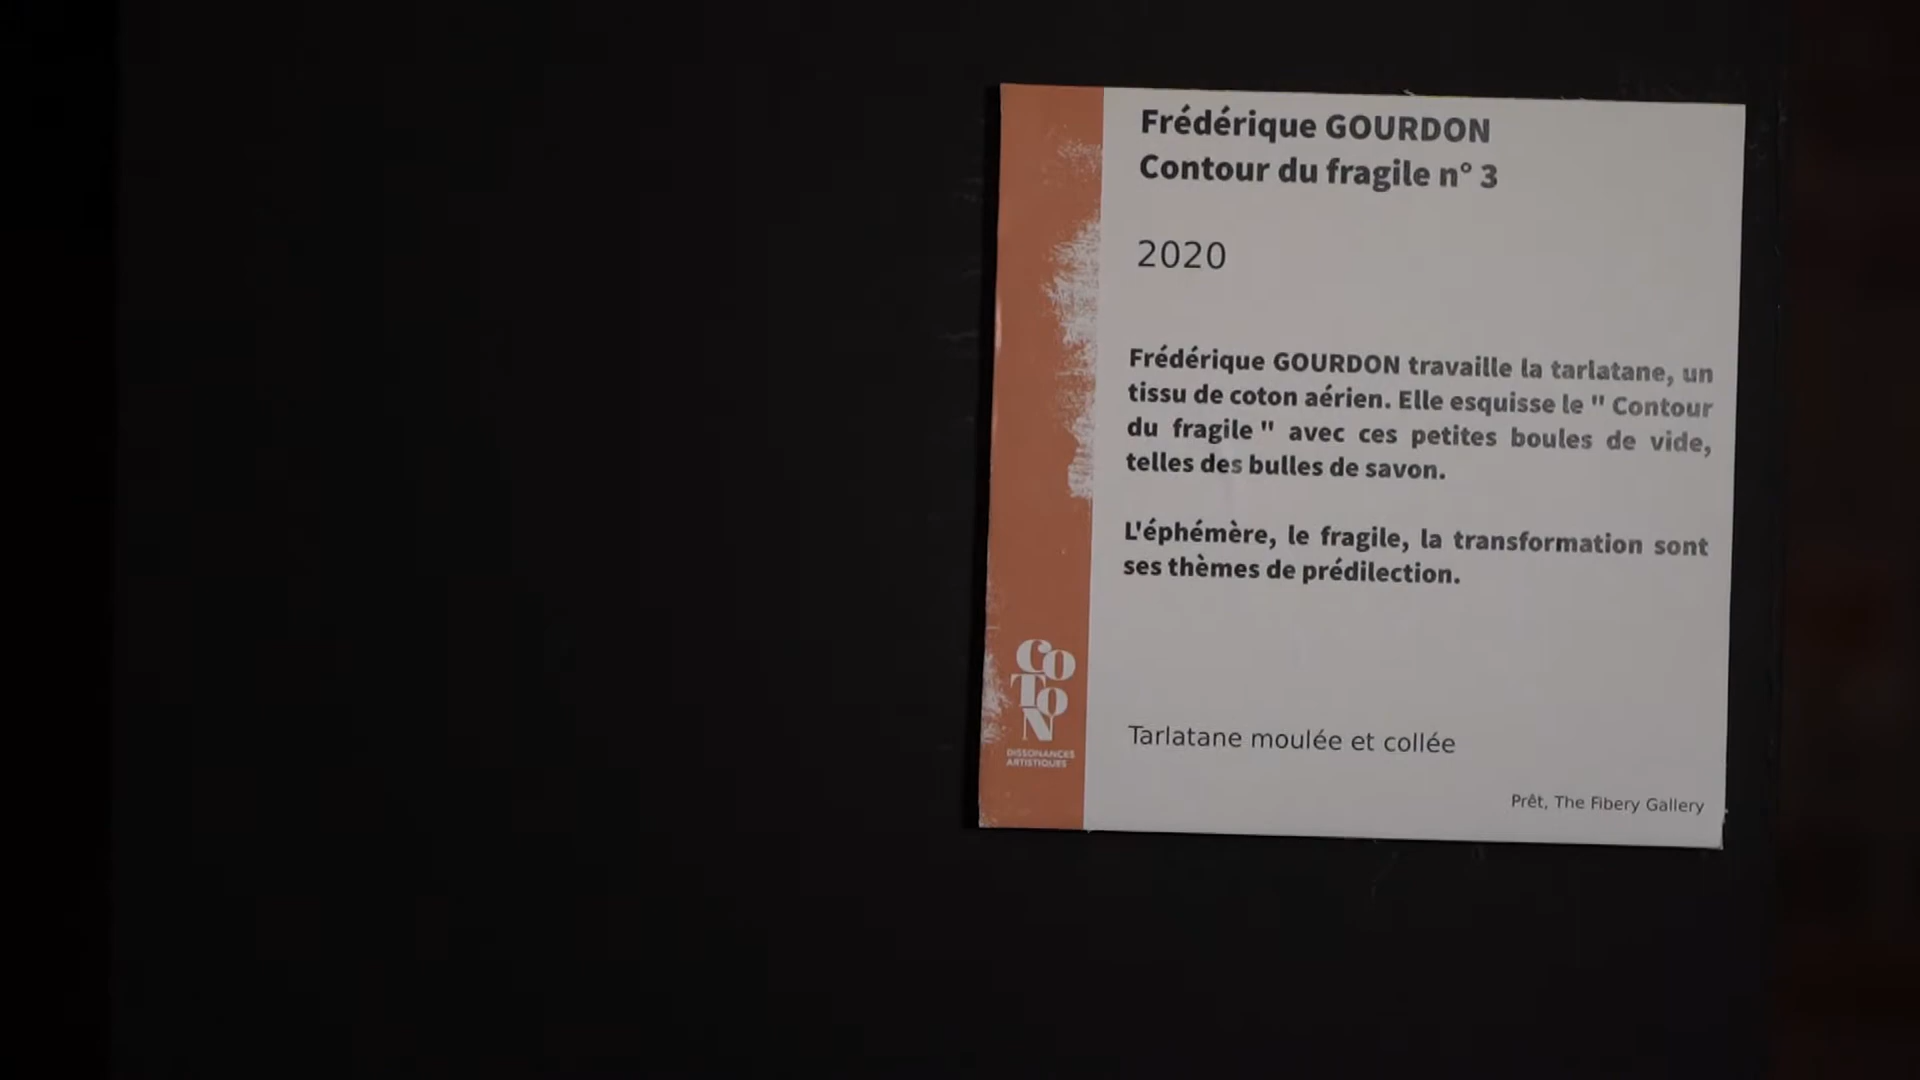 Frédérique GOURDON
Contour du fragile n° 3
2020
Frédérique GOURDON travaille la tarlatane, un
tissu de coton aérien. Elle esquisse le " Contour
du fragile " avec ces petites boules de vide,
telles des bulles de savon.
L'éphémère, le fragile, la transformation sont
ses thèmes de prédilection.
CO
TO
N
DISSONANCES
ARTISTIQUES
Tarlatane moulée et collée
Prêt, The Fibery Gallery